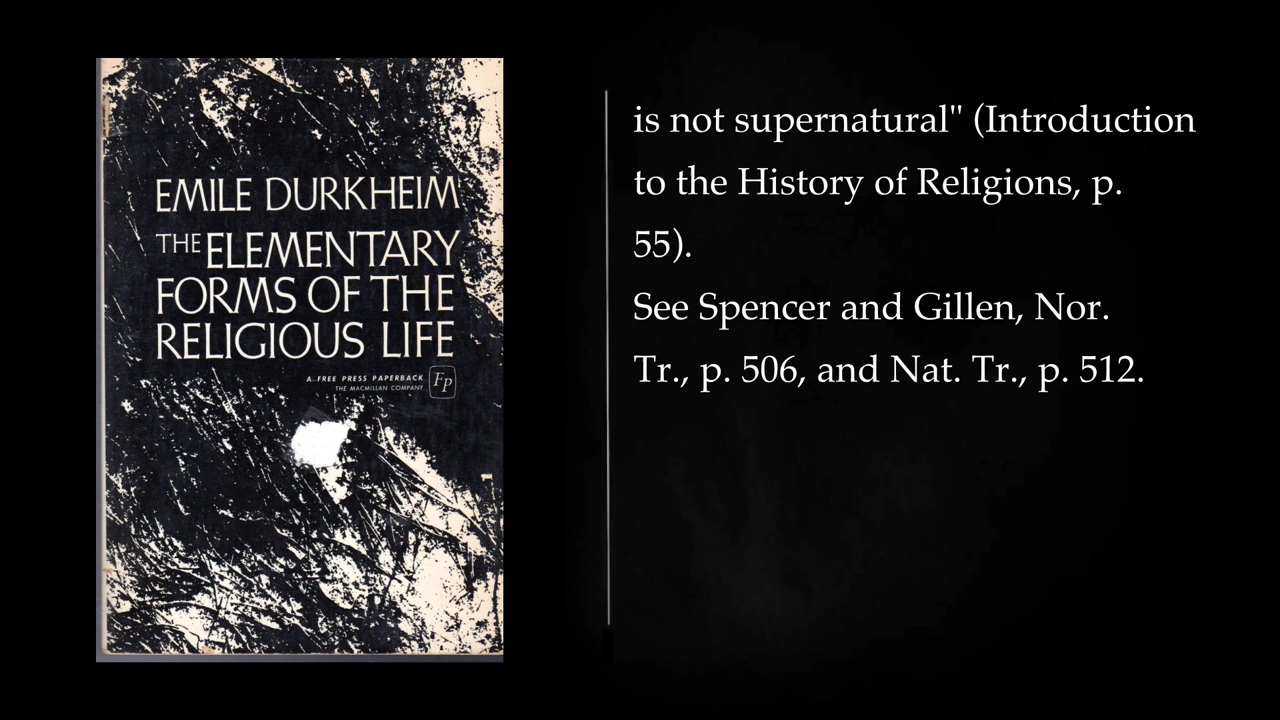 EMILE DURKHEIM
THE ELEMENTARY
FORMS OF THE
RELIGIOUS LIFE
A FREE PRESS PAPERBACK
THE MACMILLAN COMPANY
Fp
is not supernatural" (Introduction
to the History of Religions, p.
55).
See Spencer and Gillen, Nor.
Tr., p. 506, and Nat. Tr., p. 512.